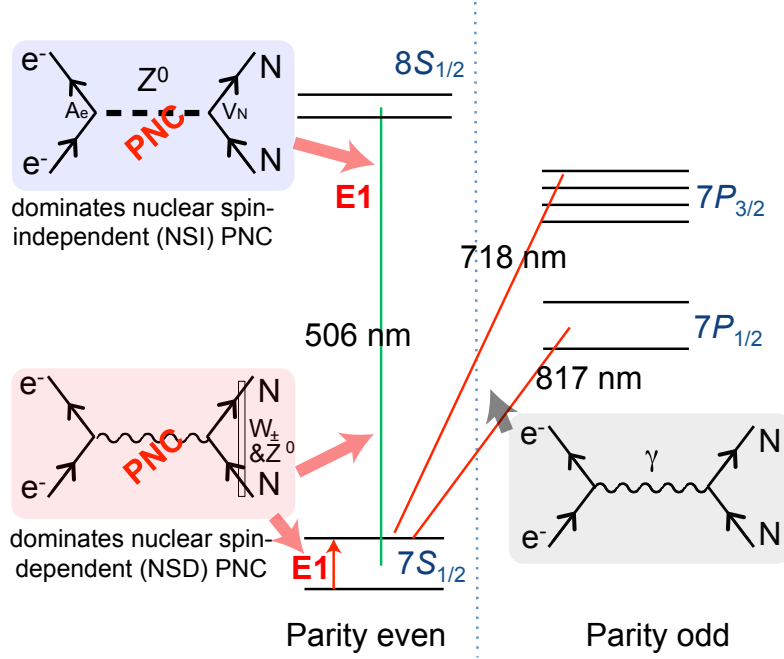 e-
Z⁰
N
Aₑ
V_N
PNC
e-
N
dominates nuclear spin-
independent (NSI) PNC
8S₁/₂
E1
506 nm
718 nm
7P₃/₂
7P₁/₂
817 nm
e-
N
PNC
W±
&Z⁰
e-
N
dominates nuclear spin-
dependent (NSD) PNC
E1
7S₁/₂
e-
γ
N
e-
N
Parity even
Parity odd